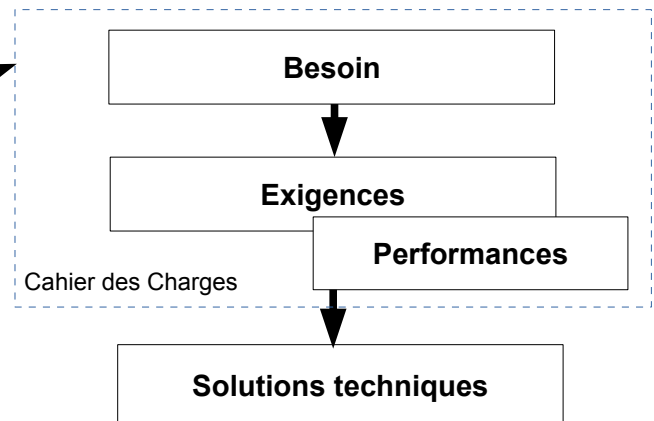 Besoin
Exigences
Performances
Cahier des Charges
Solutions techniques